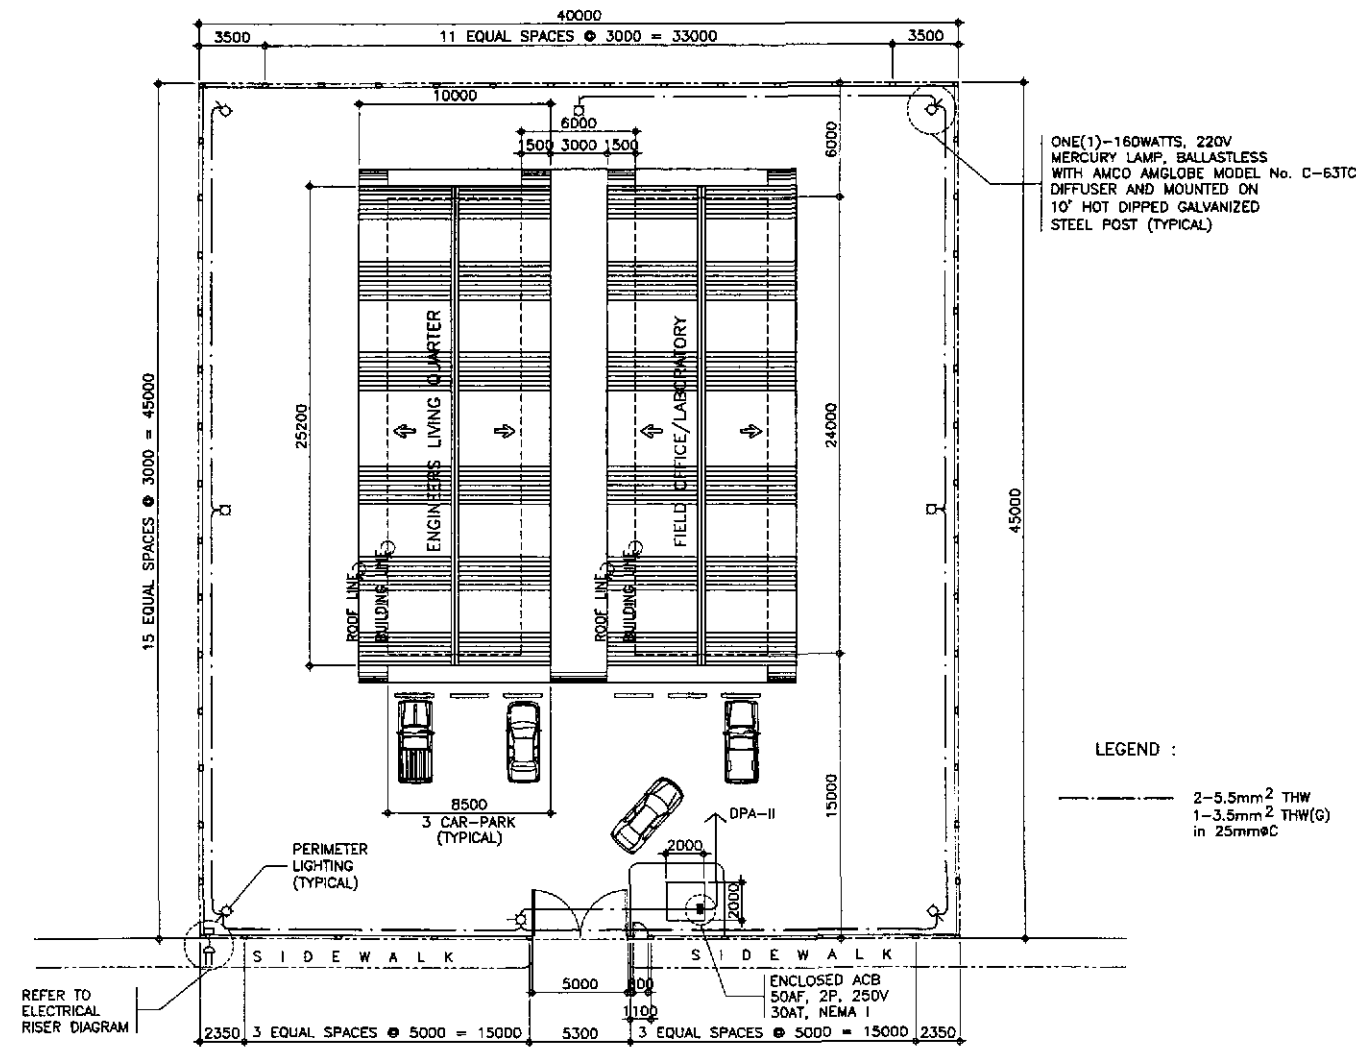 40000
3500
11 EQUAL SPACES @ 3000 = 33000
3500
10000
6000
1500 3000 1500
6000
ONE(1)-160WATTS, 220V
MERCURY LAMP, BALLASTLESS
WITH AMCO AMGLOBE MODEL No. C-63TC
DIFFUSER AND MOUNTED ON
10' HOT DIPPED GALVANIZED
STEEL POST (TYPICAL)
15 EQUAL SPACES @ 3000 = 45000
25200
ENGINEERS LIVING QUARTER
FIELD OFFICE/LABORATORY
24000
45000
ROOF LINE
BUILDING LINE
ROOF LINE
BUILDING LINE
8500
3 CAR-PARK
(TYPICAL)
15000
DPA-II
2000
2000
LEGEND :
2-5.5mm² THW
1-3.5mm² THW(G)
in 25mmøC
PERIMETER
LIGHTING
(TYPICAL)
SIDEWALK
SIDEWALK
REFER TO
ELECTRICAL
RISER DIAGRAM
5000
1100
ENCLOSED ACB
50AF, 2P, 250V
30AT, NEMA I
2350
3 EQUAL SPACES @ 5000 = 15000
5300
3 EQUAL SPACES @ 5000 = 15000
2350